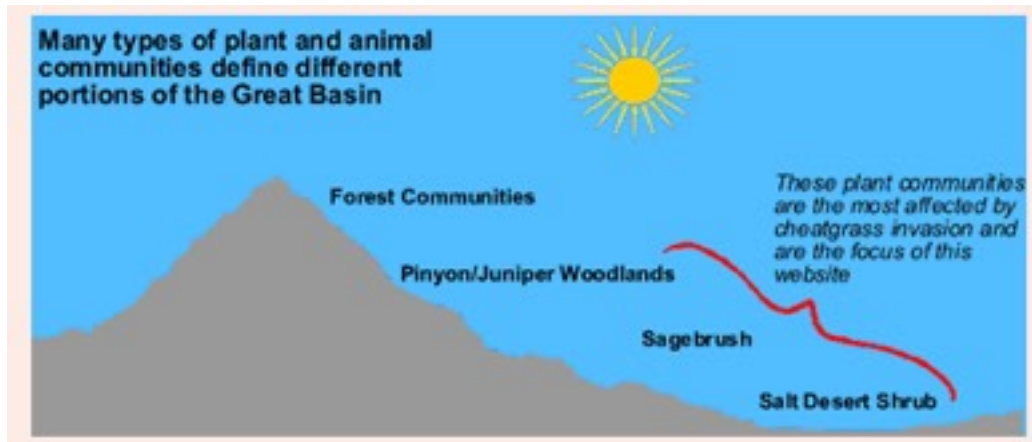 Many types of plant and animal
communities define different
portions of the Great Basin
Forest Communities
These plant communities
are the most affected by
cheatgrass invasion and
are the focus of this
website
Pinyon/Juniper Woodlands
Sagebrush
Salt Desert Shrub